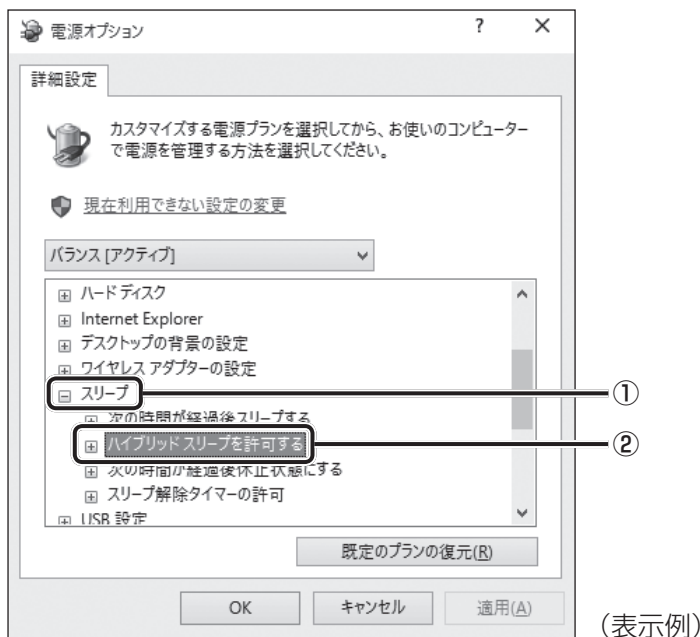 電源オプション ? ×
詳細設定
カスタマイズする電源プランを選択してから、お使いのコンピューター
で電源を管理する方法を選択してください。
現在利用できない設定の変更
バランス [アクティブ]
ハード ディスク
Internet Explorer
デスクトップの背景の設定
ワイヤレス アダプターの設定
スリープ ①
次の時間が経過後スリープする
ハイブリッド スリープを許可する ②
次の時間が経過後休止状態にする
スリープ解除タイマーの許可
USB 設定
既定のプランの復元(R)
OK キャンセル 適用(A)
（表示例）